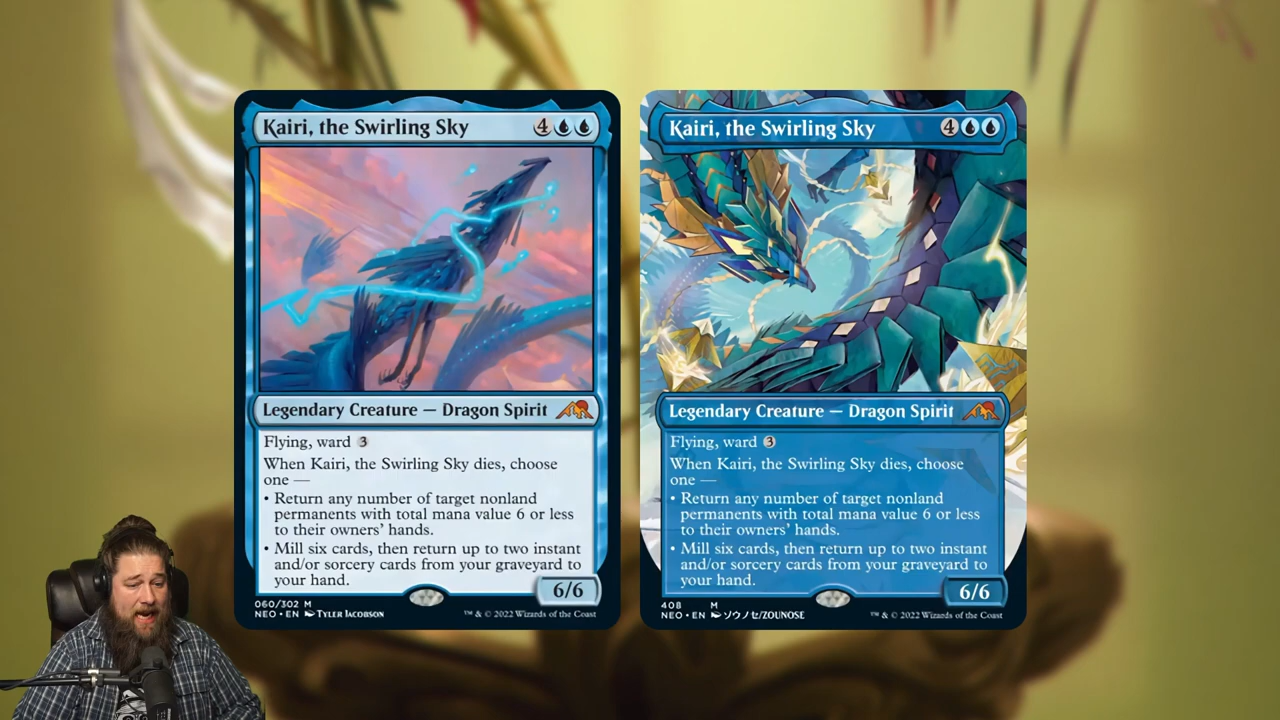 Kairi, the Swirling Sky
4
Legendary Creature — Dragon Spirit
Flying, ward 3
When Kairi, the Swirling Sky dies, choose
one —
• Return any number of target nonland
permanents with total mana value 6 or less
to their owners' hands.
• Mill six cards, then return up to two instant
and/or sorcery cards from your graveyard to
your hand.
6/6
060/302 M
NEO • EN TYLER JACOBSON
™ & © 2022 Wizards of the Coast
Kairi, the Swirling Sky
4
Legendary Creature — Dragon Spirit
Flying, ward 3
When Kairi, the Swirling Sky dies, choose
one —
• Return any number of target nonland
permanents with total mana value 6 or less
to their owners' hands.
• Mill six cards, then return up to two instant
and/or sorcery cards from your graveyard to
your hand.
6/6
408 M
NEO • EN ソウノセ/ZOUNOSE
™ & © 2022 Wizards of the Coast